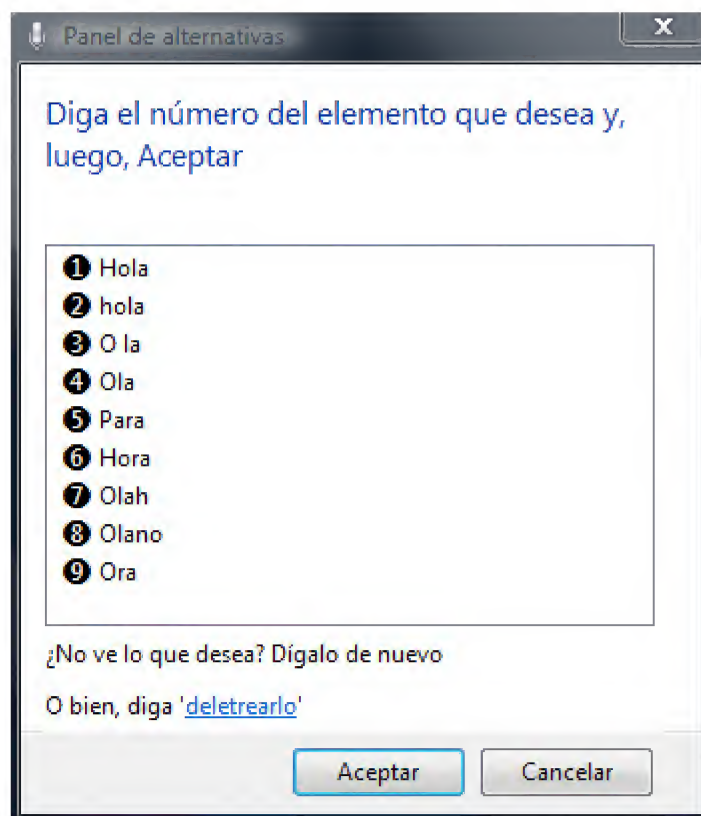 Panel de alternativas
X
Diga el número del elemento que desea y,
luego, Aceptar
❶ Hola
❷ hola
❸ O la
❹ Ola
❺ Para
❻ Hora
❼ Olah
❽ Olano
❾ Ora
¿No ve lo que desea? Dígalo de nuevo
O bien, diga 'deletrearlo'
Aceptar Cancelar